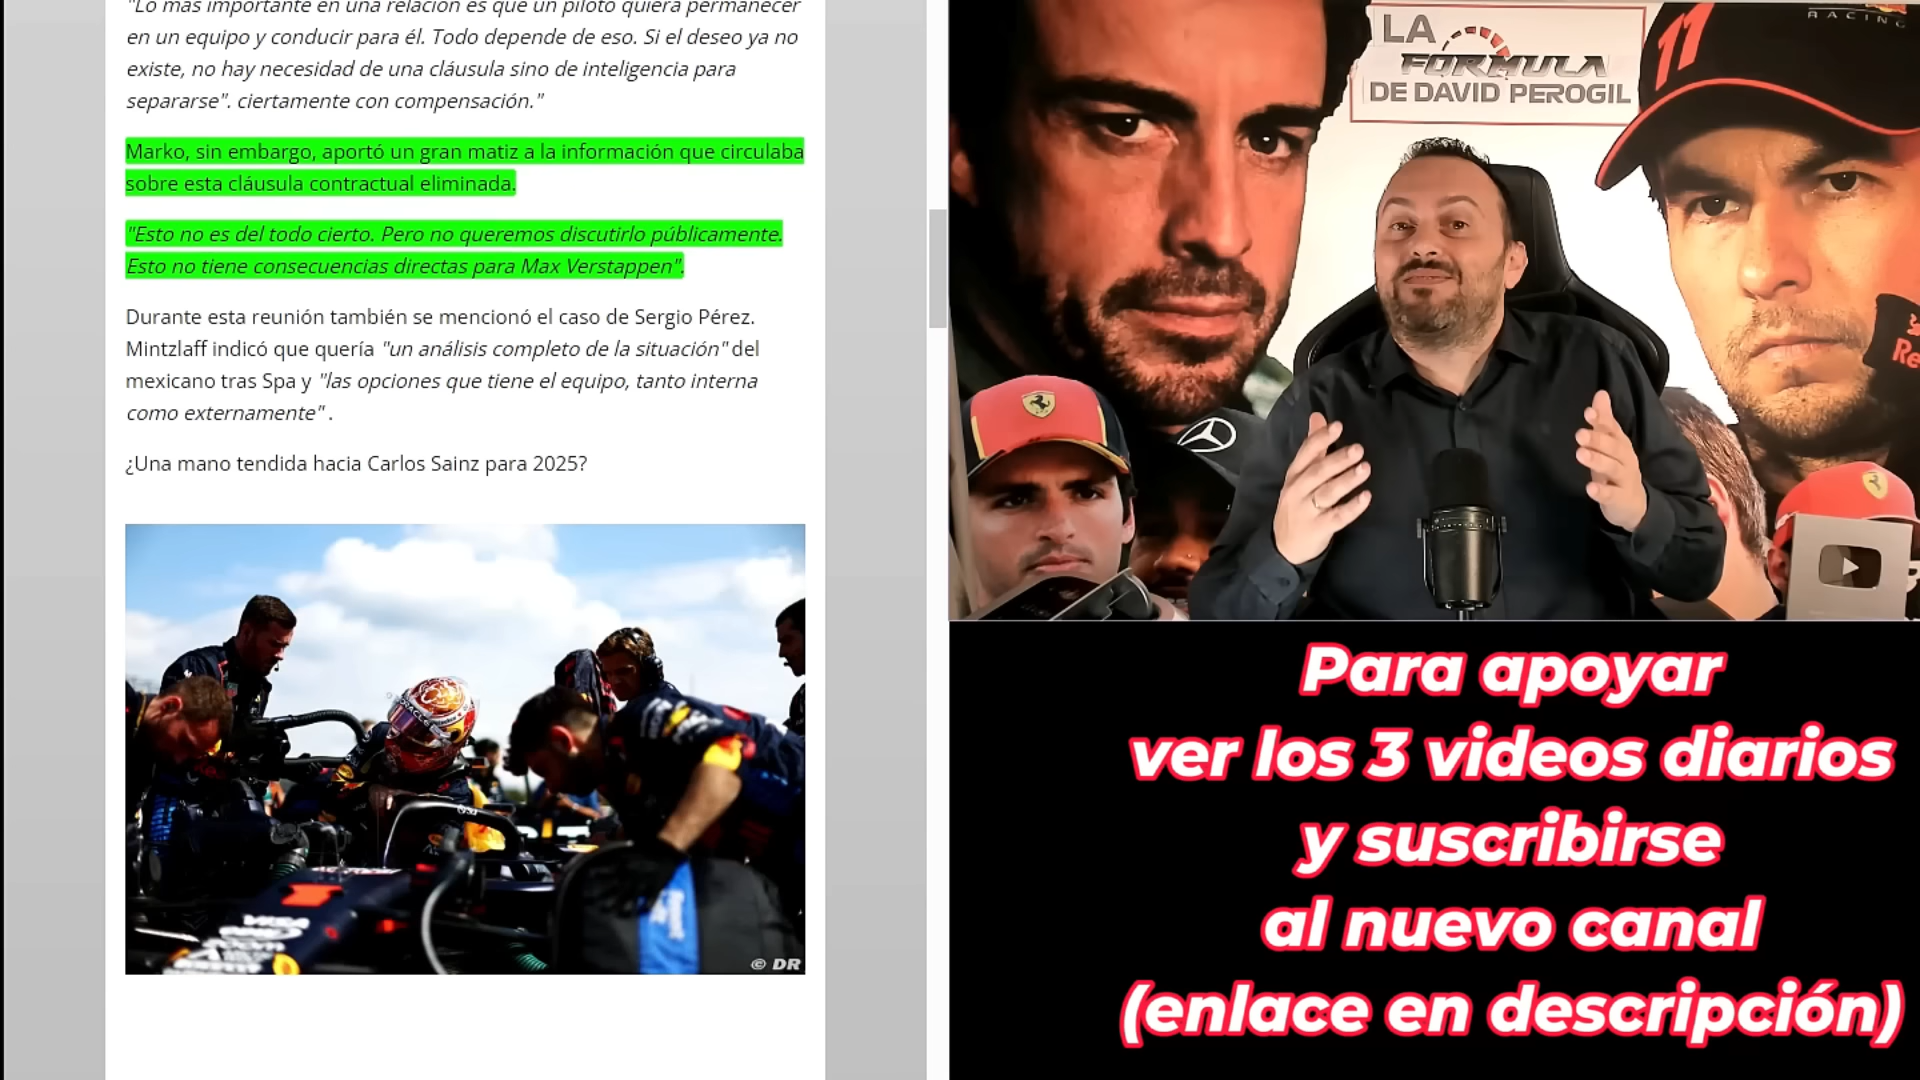 "Lo más importante en una relación es que un piloto quiera permanecer
en un equipo y conducir para él. Todo depende de eso. Si el deseo ya no
existe, no hay necesidad de una cláusula sino de inteligencia para
separarse". ciertamente con compensación."
Marko, sin embargo, aportó un gran matiz a la información que circulaba
sobre esta cláusula contractual eliminada.
"Esto no es del todo cierto. Pero no queremos discutirlo públicamente.
Esto no tiene consecuencias directas para Max Verstappen".
Durante esta reunión también se mencionó el caso de Sergio Pérez.
Mintzlaff indicó que quería "un análisis completo de la situación" del
mexicano tras Spa y "las opciones que tiene el equipo, tanto interna
como externamente" .
¿Una mano tendida hacia Carlos Sainz para 2025?
ORACLE
1
© DR
RACING
11
LA
FORMULA
DE DAVID PEROGIL
Re
Para apoyar
ver los 3 videos diarios
y suscribirse
al nuevo canal
(enlace en descripción)